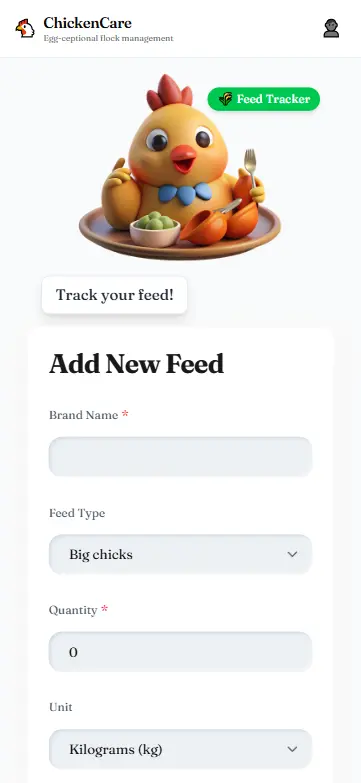 ChickenCare
Egg-ceptional flock management
Feed Tracker
Track your feed!
Add New Feed
Brand Name *
Feed Type
Big chicks
Quantity *
0
Unit
Kilograms (kg)